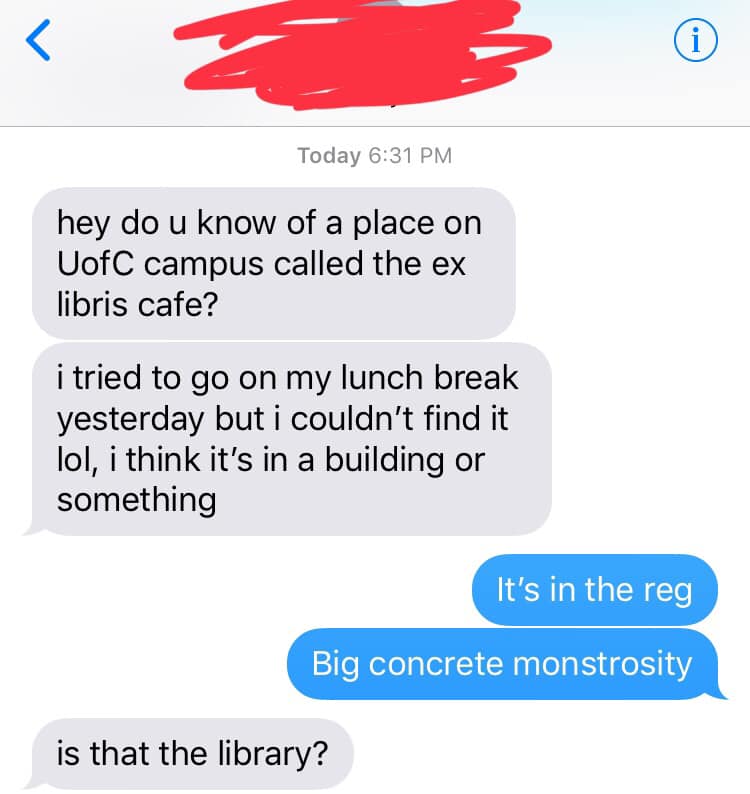 Today 6:31 PM
hey do u know of a place on
UofC campus called the ex
libris cafe?
i tried to go on my lunch break
yesterday but i couldn’t find it
lol, i think it’s in a building or
something
It’s in the reg
Big concrete monstrosity
is that the library?